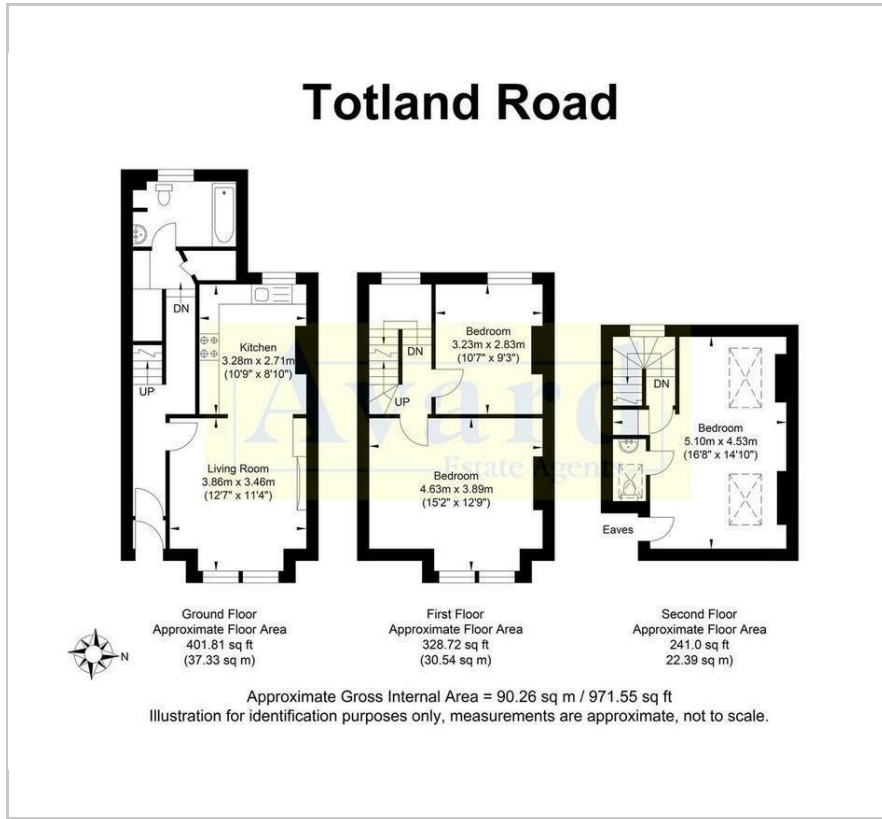 Totland Road
DN
Kitchen
3.28m x 2.71m
(10'9" x 8'10")
UP
Living Room
3.86m x 3.46m
(12'7" x 11'4")
Bedroom
3.23m x 2.83m
(10'7" x 9'3")
DN
UP
Bedroom
4.63m x 3.89m
(15'2" x 12'9")
DN
Bedroom
5.10m x 4.53m
(16'8" x 14'10")
Eaves
Avard
Estate Agents
Ground Floor
Approximate Floor Area
401.81 sq ft
(37.33 sq m)
First Floor
Approximate Floor Area
328.72 sq ft
(30.54 sq m)
Second Floor
Approximate Floor Area
241.0 sq ft
22.39 sq m)
N
Approximate Gross Internal Area = 90.26 sq m / 971.55 sq ft
Illustration for identification purposes only, measurements are approximate, not to scale.